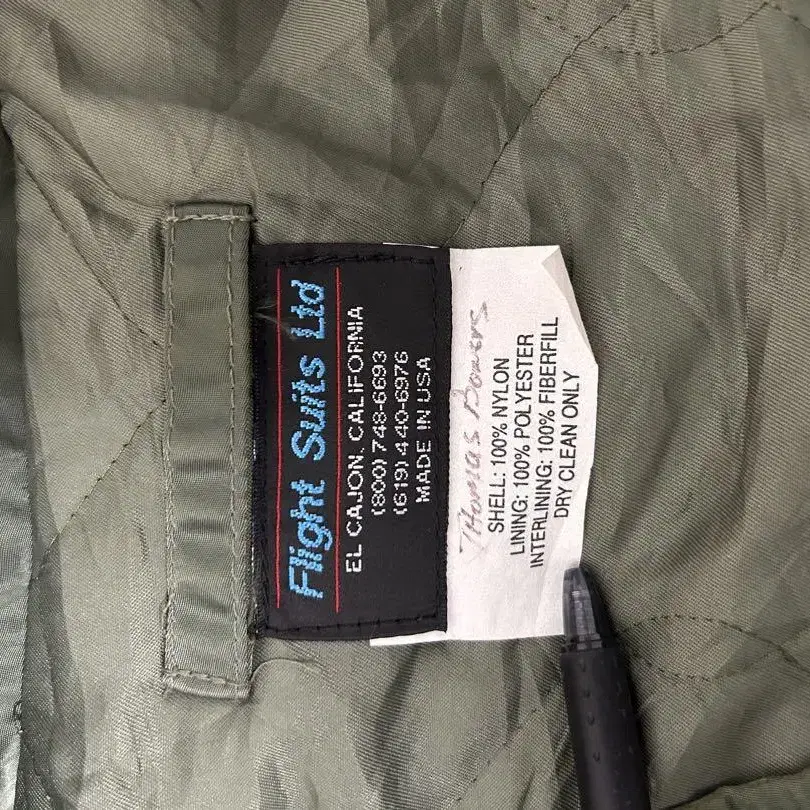 Flight Suits Ltd
EL CAJON, CALIFORNIA
(800) 748-6693
(619) 440-6976
MADE IN USA
Thomas Bowers
SHELL: 100% NYLON
LINING: 100% POLYESTER
INTERLINING: 100% FIBERFILL
DRY CLEAN ONLY